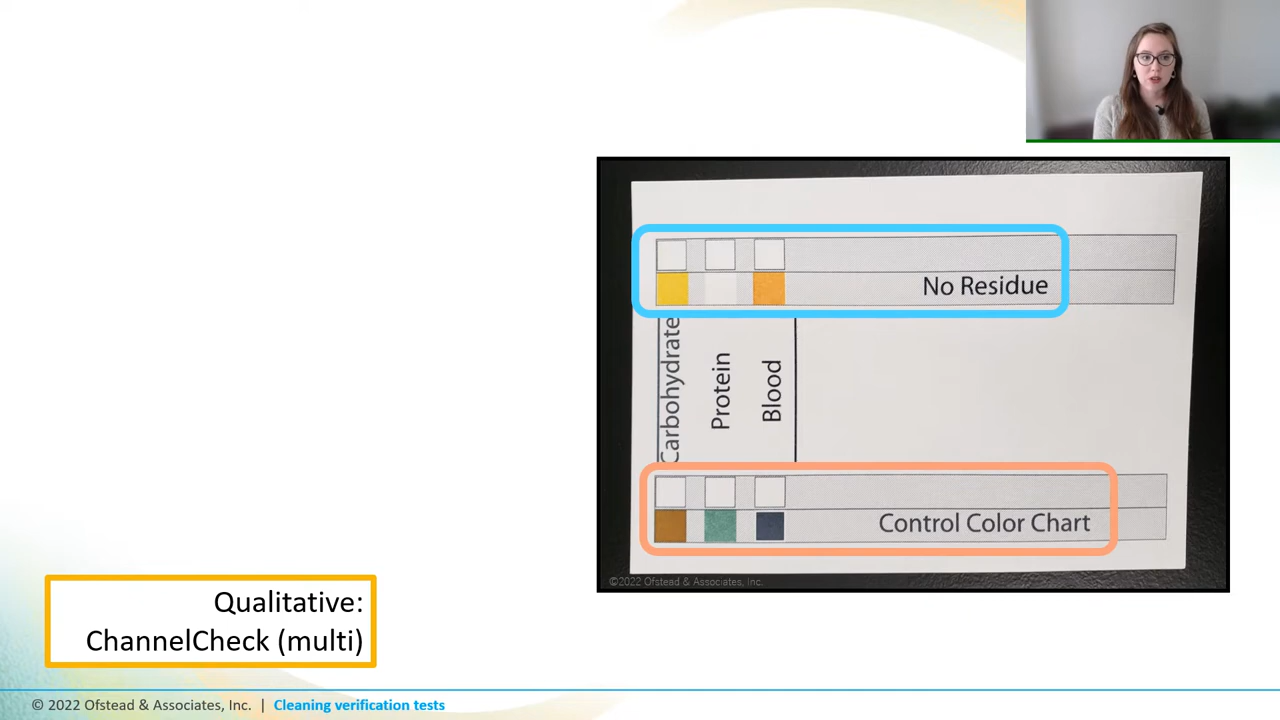 No Residue
Carbohydrate
Protein
Blood
Control Color Chart
©2022 Ofstead & Associates, Inc.
Qualitative:
ChannelCheck (multi)
© 2022 Ofstead & Associates, Inc. | Cleaning verification tests